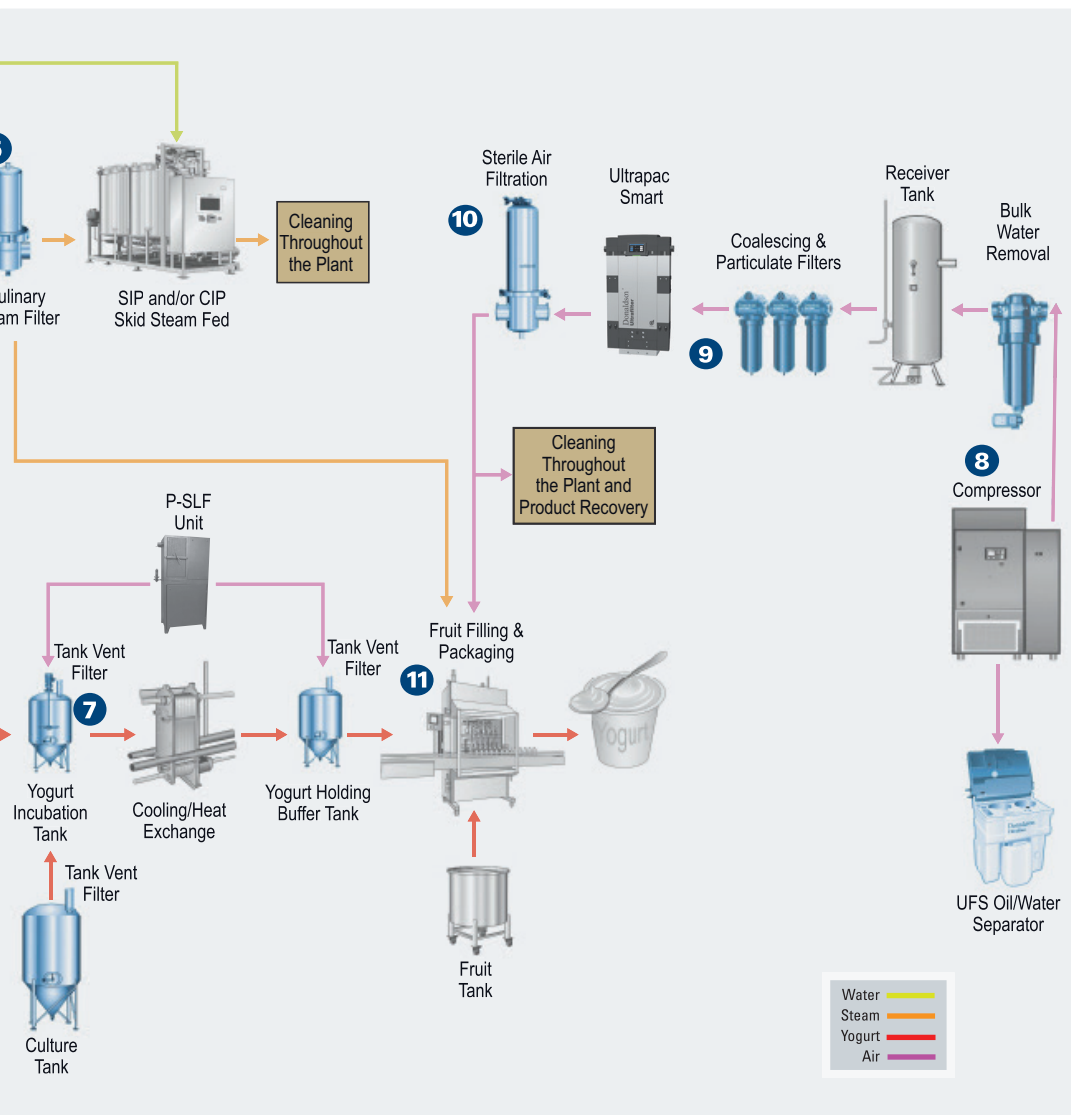 Sterile Air
Filtration
10
Ultrapac
Smart
Receiver
Tank
Bulk
Water
Removal
Coalescing &
Particulate Filters
9
Cleaning
Throughout
the Plant
SIP and/or CIP
Skid Steam Fed
ulinary
am Filter
Donaldson
Ultrafilter
Cleaning
Throughout
the Plant and
Product Recovery
8
Compressor
P-SLF
Unit
Tank Vent
Filter
7
Tank Vent
Filter
Fruit Filling &
Packaging
11
Yogurt
Yogurt
Incubation
Tank
Cooling/Heat
Exchange
Yogurt Holding
Buffer Tank
Tank Vent
Filter
Fruit
Tank
Culture
Tank
UFS Oil/Water
Separator
Water
Steam
Yogurt
Air